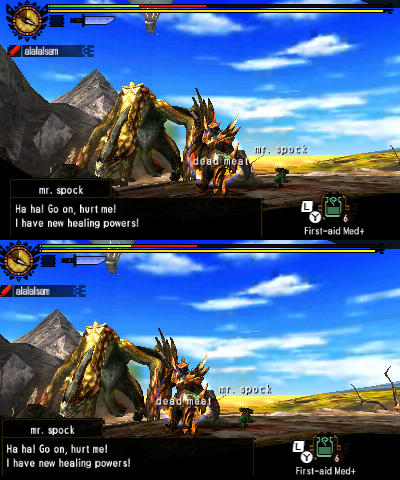 alalalsam
mr. spock
dead meat
mr. spock
Ha ha! Go on, hurt me!
I have new healing powers!
L
Y
6
First-aid Med+
alalalsam
mr. spock
dead meat
mr. spock
Ha ha! Go on, hurt me!
I have new healing powers!
L
Y
6
First-aid Med+